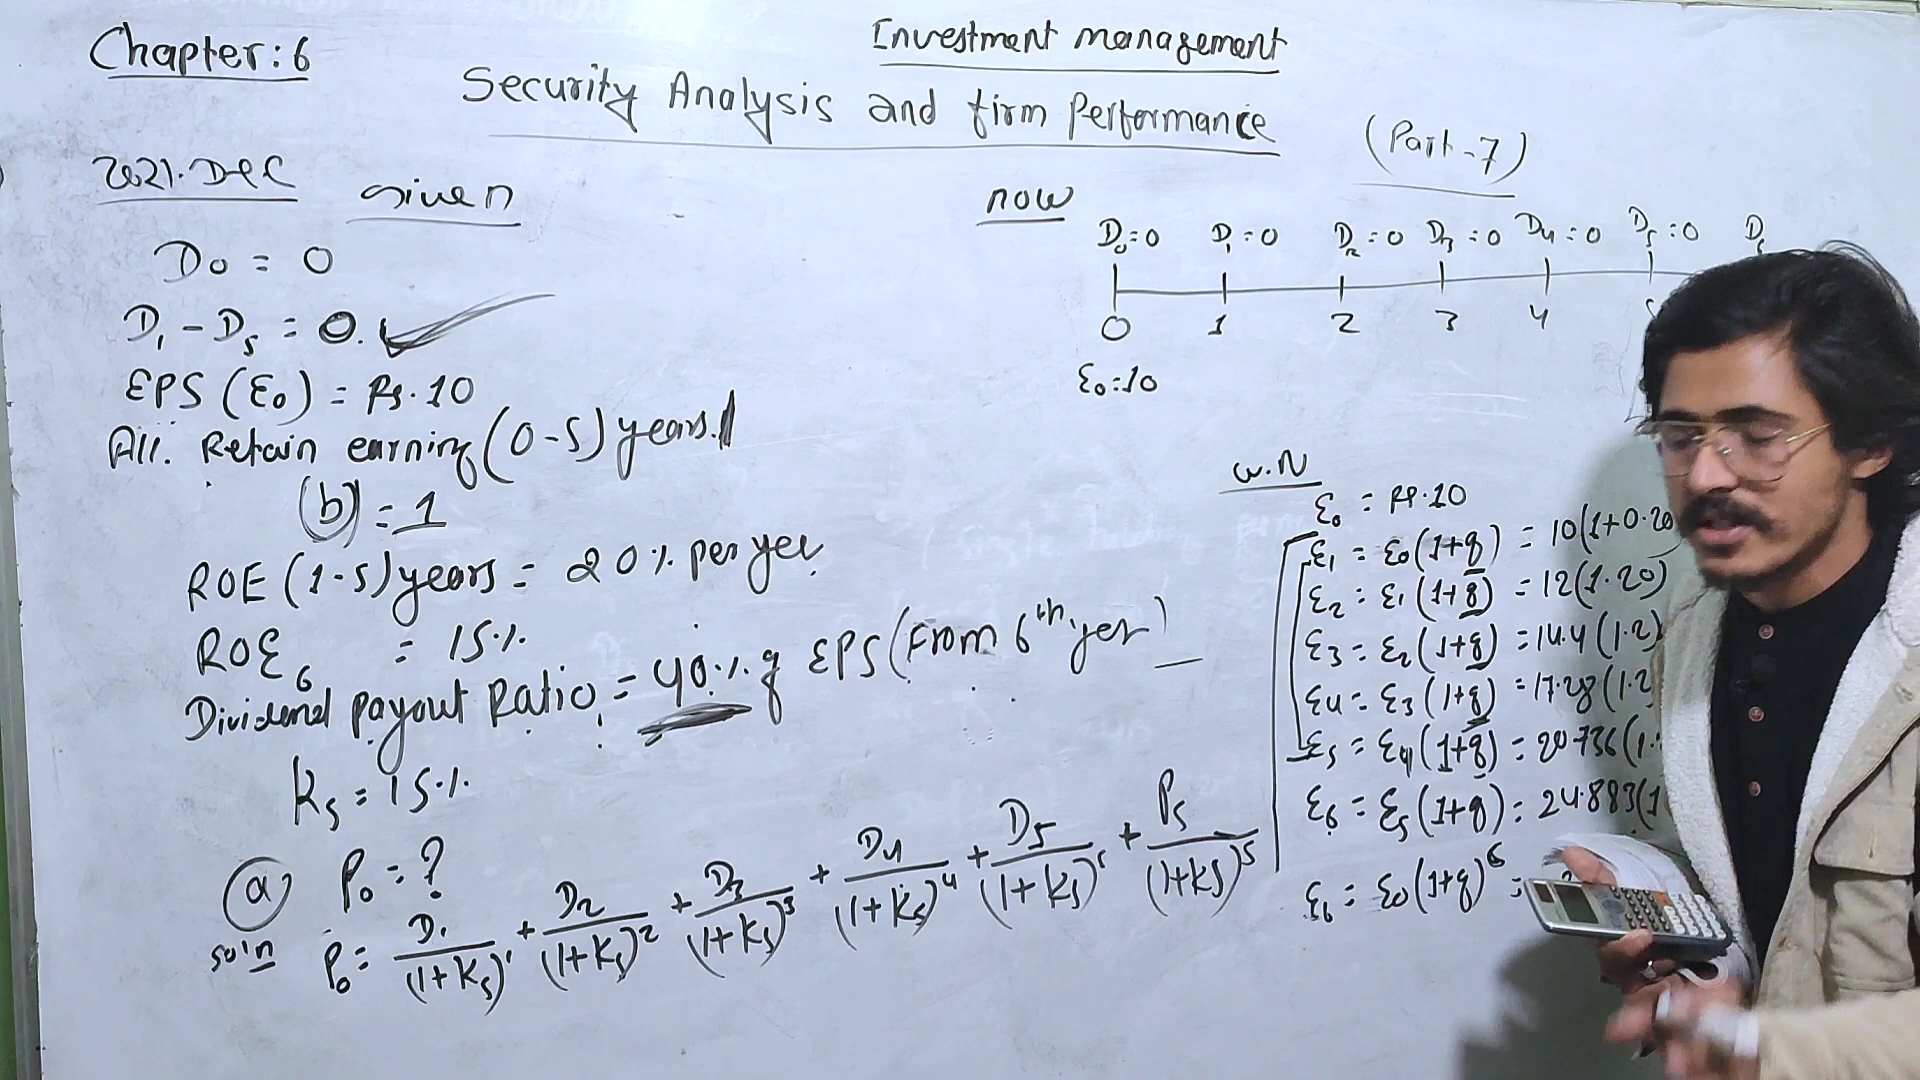 Chapter: 6
Investment management
Security Analysis and firm Performance
(Part-7)
2021.Dec Given
D₀ = 0
D₁ - D₅ = 0.
EPS (E₀) = Rs. 10
All. Retain earning (0-5) years.
(b) = 1
ROE (1-5) years = 20% per yer
ROE₆ = 15%
Dividend Payout Ratio = 40% of EPS (From 6th yer)
Ks = 15%
(a) P₀ = ?
so'n P₀ = D₁/(1+Ks)¹ + D₂/(1+Ks)² + D₃/(1+Ks)³ + D₄/(1+Ks)⁴ + D₅/(1+Ks)⁵ + P₅/(1+Ks)⁵
now
D₀=0 D₁=0 D₂=0 D₃=0 D₄=0 D₅=0
0 1 2 3 4
E₀=10
W.N
E₀ = Rs.10
E₁ = E₀(1+g) = 10(1+0.20
E₂ = E₁(1+g) = 12(1.20)
E₃ = E₂(1+g) = 14.4(1.2)
E₄ = E₃(1+g) = 17.28(1.2
E₅ = E₄(1+g) = 20.736(1.
E₆ = E₅(1+g) = 24.883(1
E₆ = E₀(1+g)⁶ =